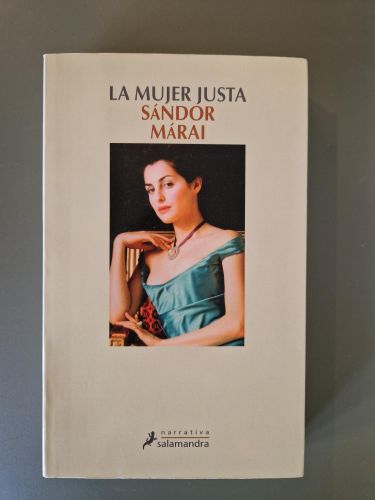 LA MUJER JUSTA
SÁNDOR
MÁRAI
narrativa
salamandra